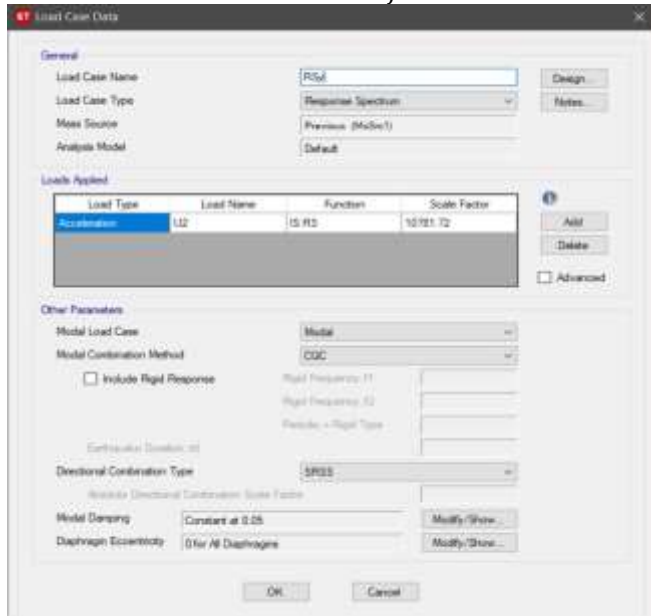 Load Case Data
General
Load Case Name RSy Design...
Load Case Type Response Spectrum Notes...
Mass Source Previous (MsSrc1)
Analysis Model Default
Loads Applied
Load Type Load Name Function Scale Factor
Acceleration U2 IS RS 10781.72
Add
Delete
Advanced
Other Parameters
Modal Load Case Modal
Modal Combination Method CQC
Include Rigid Response Rigid Frequency, f1
Rigid Frequency, f2
Periodic + Rigid Type
Earthquake Duration, td
Directional Combination Type SRSS
Absolute Directional Combination Scale Factor
Modal Damping Constant at 0.05 Modify/Show...
Diaphragm Eccentricity 0 for All Diaphragms Modify/Show...
OK Cancel